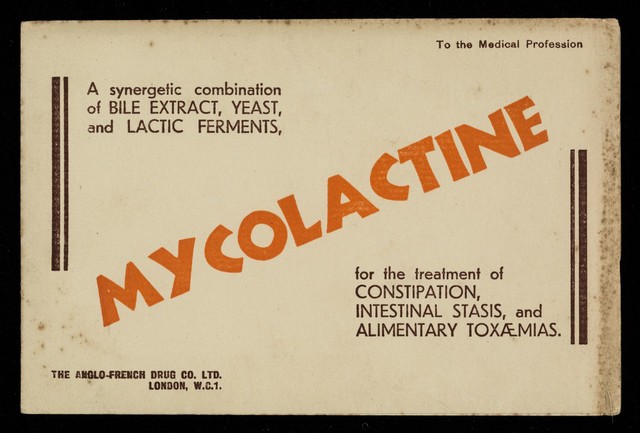 To the Medical Profession
A synergetic combination
of BILE EXTRACT, YEAST,
and LACTIC FERMENTS,
MYCOLACTINE
for the treatment of
CONSTIPATION,
INTESTINAL STASIS, and
ALIMENTARY TOXÆMIAS.
THE ANGLO-FRENCH DRUG CO. LTD.
LONDON, W.C.1.